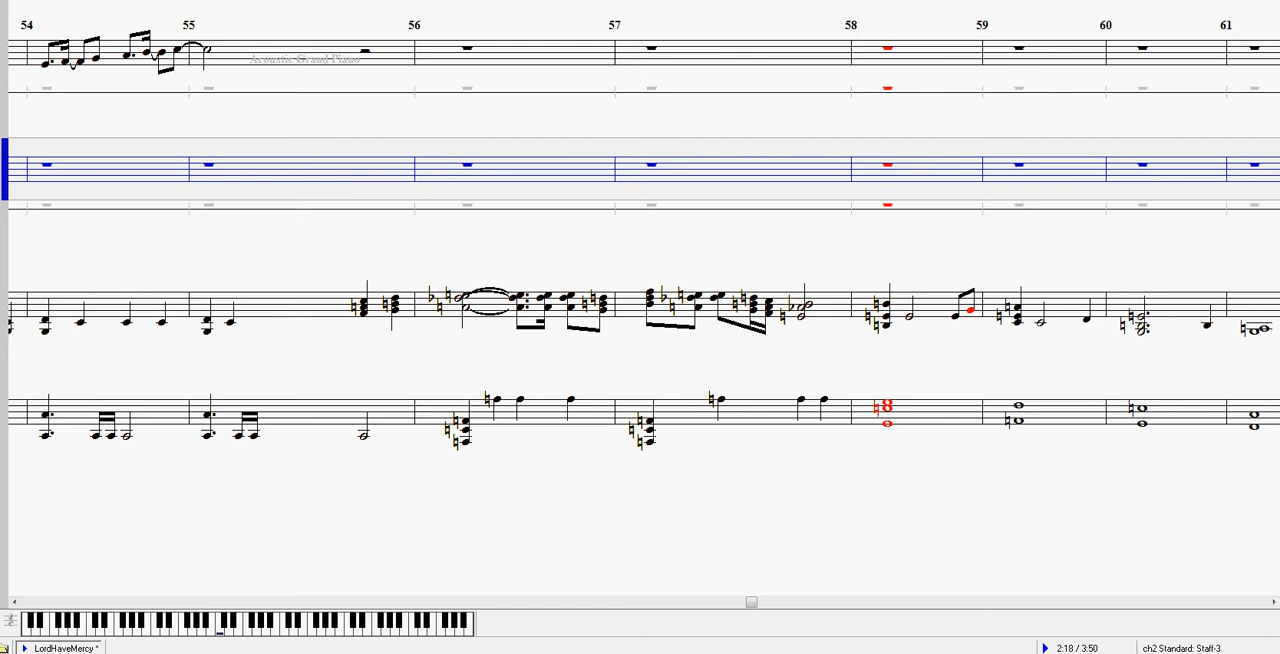 54 55 56 57 58 59 60 61
Acoustic Grand Piano
LordHaveMercy *
2:18 / 3:50
ch2 Standard: Staff-3